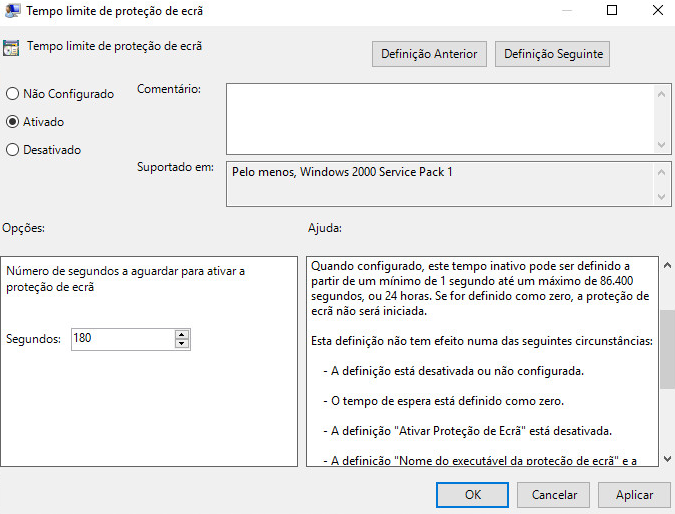 Tempo limite de proteção de ecrã
Tempo limite de proteção de ecrã
Definição Anterior
Definição Seguinte
Não Configurado
Ativado
Desativado
Comentário:
Suportado em:
Pelo menos, Windows 2000 Service Pack 1
Opções:
Ajuda:
Número de segundos a aguardar para ativar a
proteção de ecrã
Segundos:
180
Quando configurado, este tempo inativo pode ser definido a
partir de um mínimo de 1 segundo até um máximo de 86.400
segundos, ou 24 horas. Se for definido como zero, a proteção de
ecrã não será iniciada.
Esta definição não tem efeito numa das seguintes circunstâncias:
- A definição está desativada ou não configurada.
- O tempo de espera está definido como zero.
- A definição "Ativar Proteção de Ecrã" está desativada.
- A definição "Nome do executável da proteção de ecrã" e a
OK
Cancelar
Aplicar